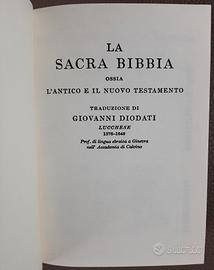 LA
SACRA BIBBIA
OSSIA
L'ANTICO E IL NUOVO TESTAMENTO
TRADUZIONE DI
GIOVANNI DIODATI
LUCCHESE
1576-1649
Prof. di lingua ebraica a Ginevra
nell' Accademia di Calvino
subito